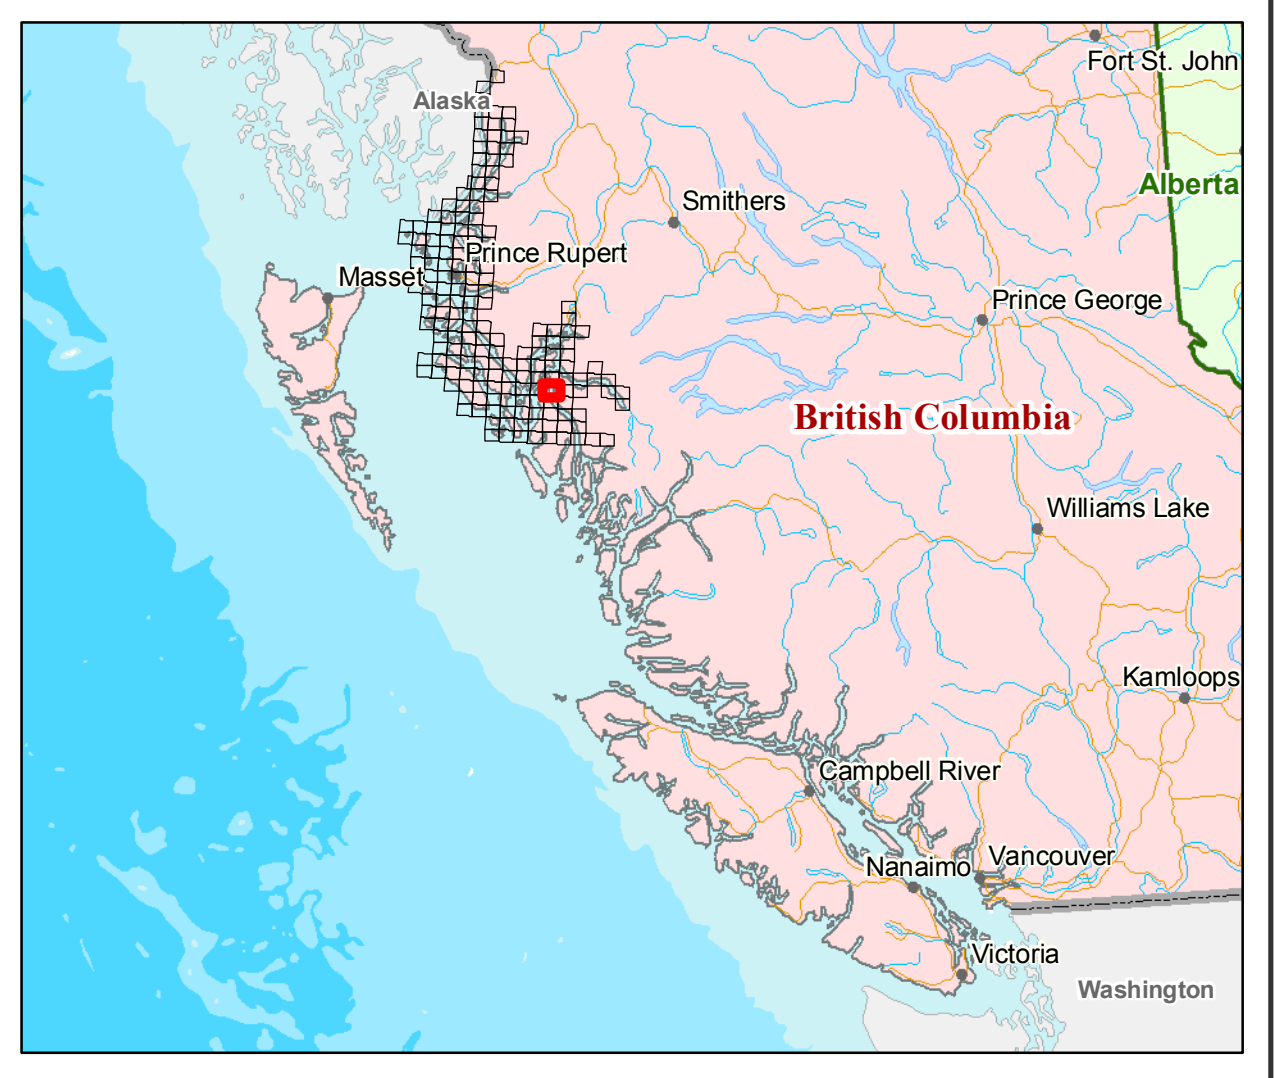 Fort St. John
Alaska
Alberta
Smithers
Prince Rupert
Masset
Prince George
British Columbia
Williams Lake
Kamloops
Campbell River
Vancouver
Nanaimo
Victoria
Washington